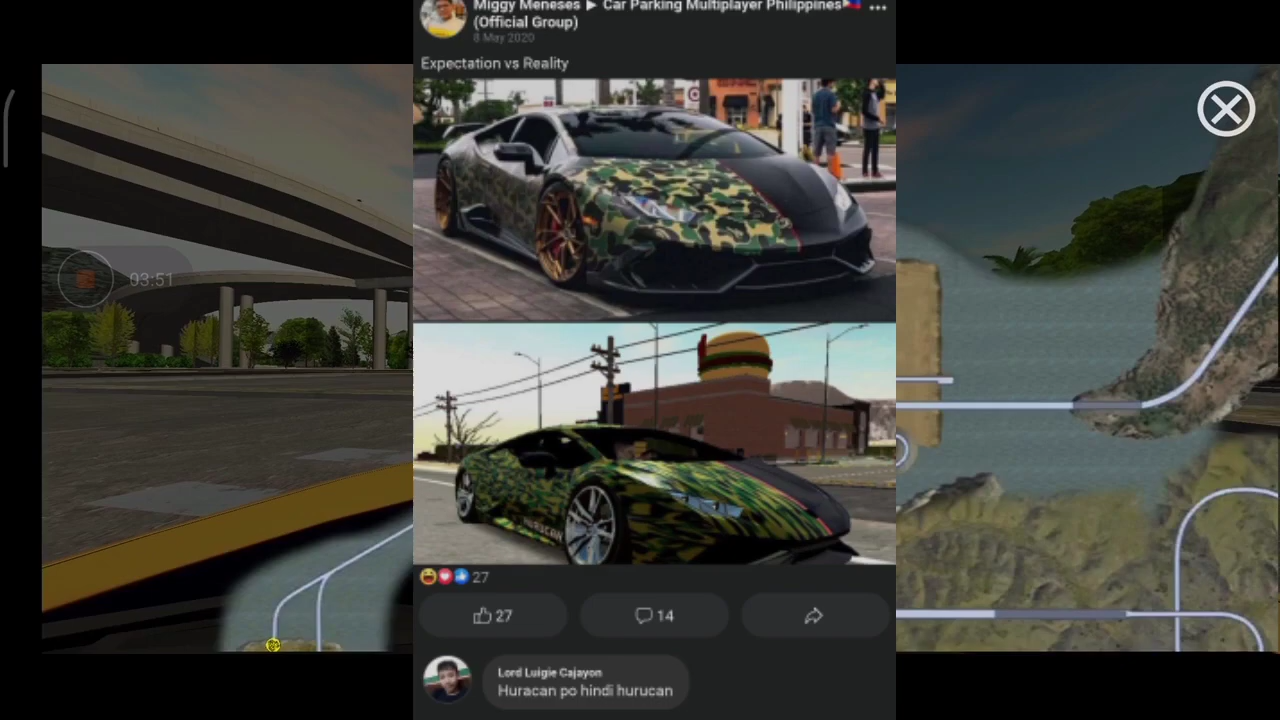 Miggy Meneses ▶ Car Parking Multiplayer Philippines🇵🇭
(Official Group)
8 May 2020
Expectation vs Reality
03:51
HURUCAN
27
27
14
Lord Luigie Cajayon
Huracan po hindi hurucan